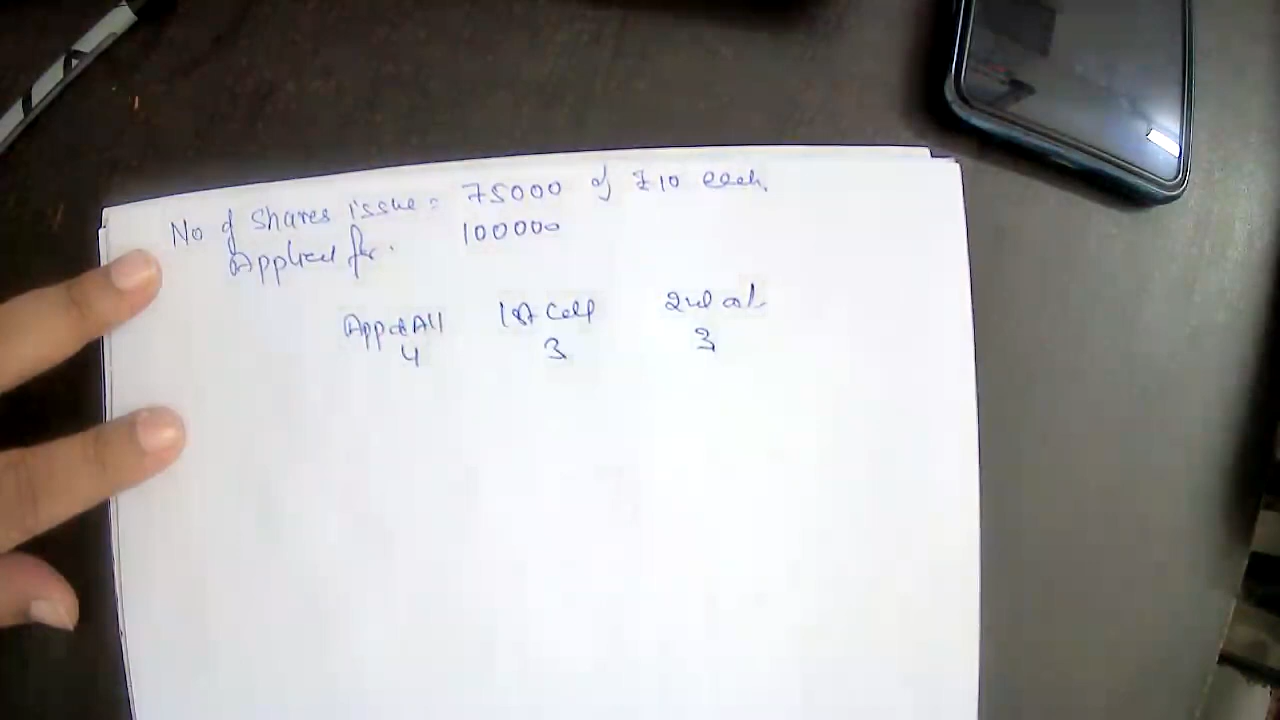 No of Shares issue = 75000 of ₹10 each.
Applied for. 100000
App & All 1st Call 2nd cal
4 3 3